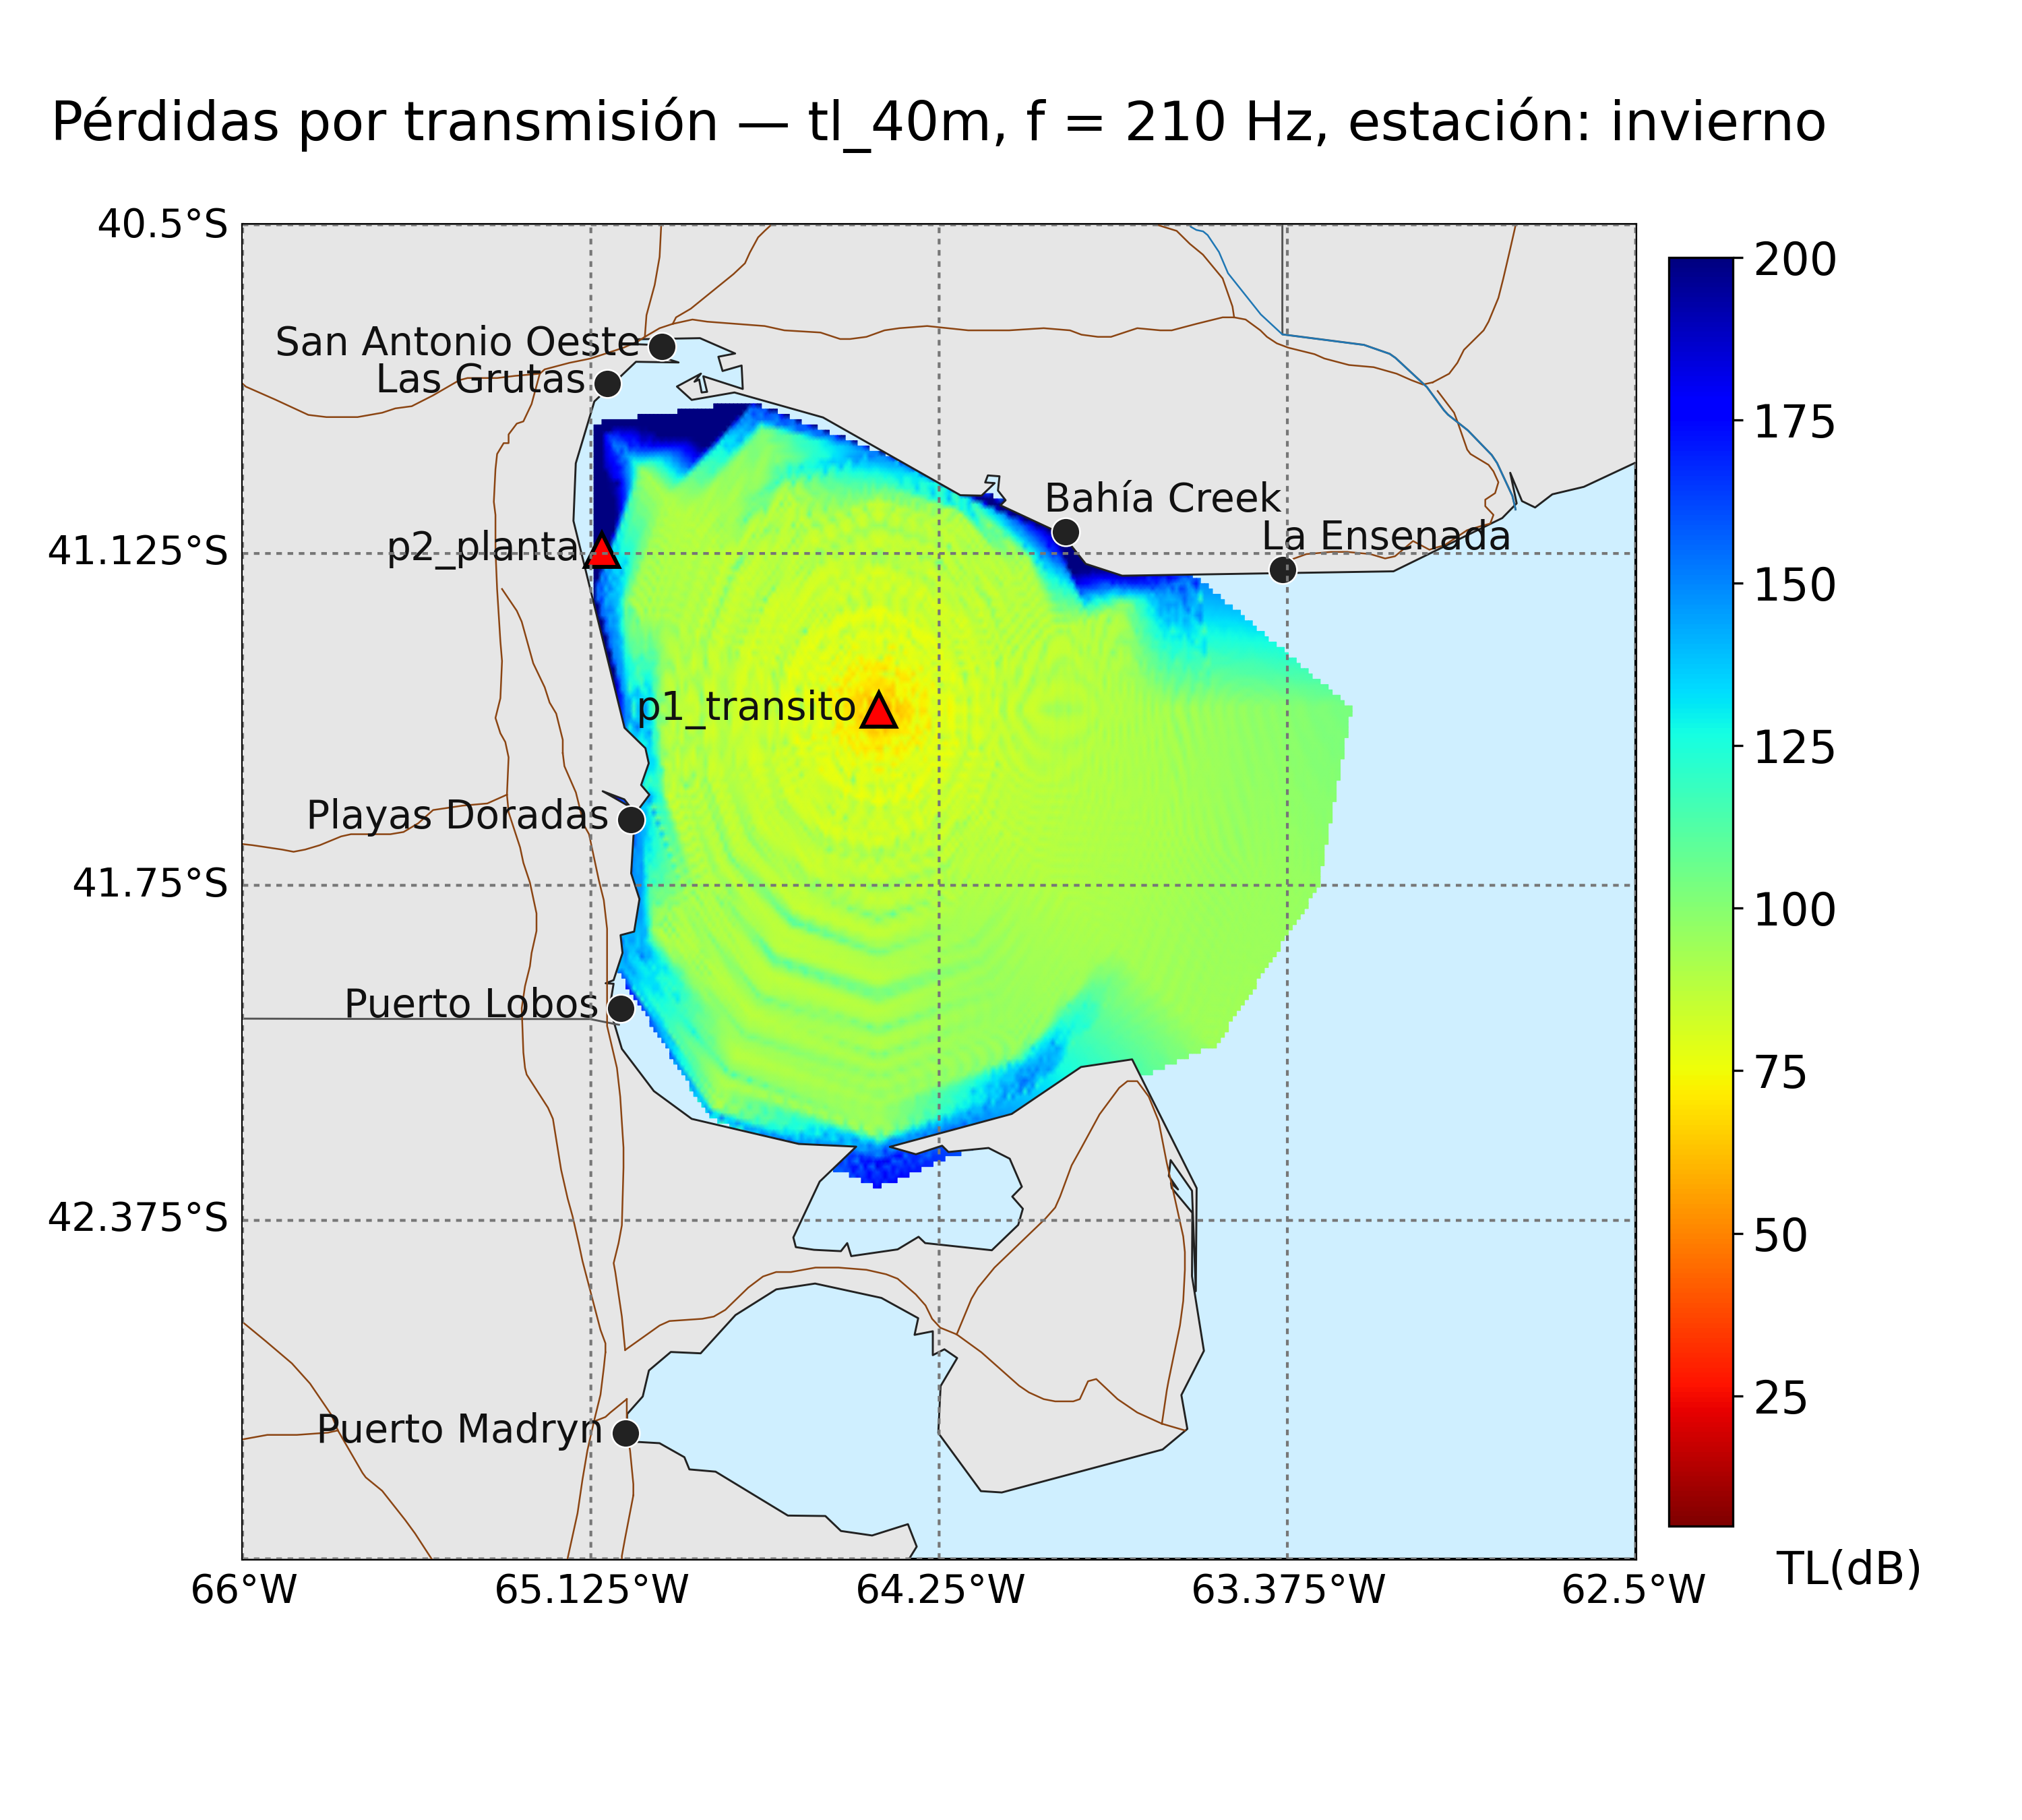 Pérdidas por transmisión — tl_40m, f = 210 Hz, estación: invierno
40.5°S
200
San Antonio Oeste
Las Grutas
175
Bahía Creek
La Ensenada
p2_planta
41.125°S
150
p1_transito
125
Playas Doradas
41.75°S
100
Puerto Lobos
75
42.375°S
50
25
Puerto Madryn
TL(dB)
66°W
65.125°W
64.25°W
63.375°W
62.5°W